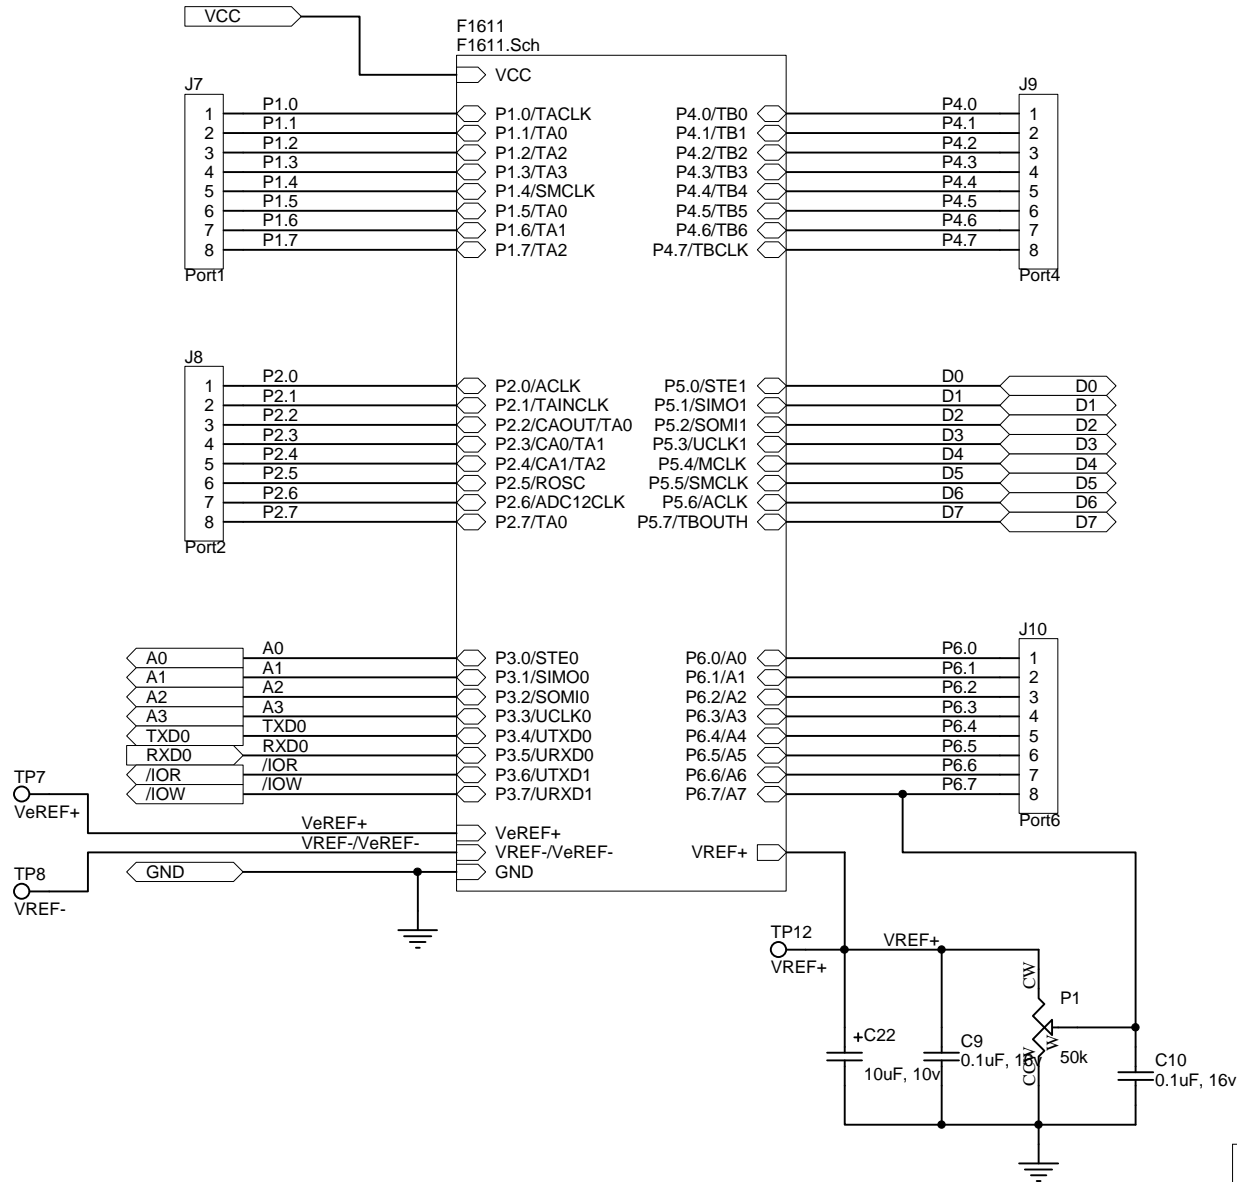 VCC
F1611
F1611.Sch
VCC
J7
1 P1.0 P1.0/TACLK
2 P1.1 P1.1/TA0
3 P1.2 P1.2/TA2
4 P1.3 P1.3/TA3
5 P1.4 P1.4/SMCLK
6 P1.5 P1.5/TA0
7 P1.6 P1.6/TA1
8 P1.7 P1.7/TA2
Port1
J9
P4.0/TB0 P4.0 1
P4.1/TB1 P4.1 2
P4.2/TB2 P4.2 3
P4.3/TB3 P4.3 4
P4.4/TB4 P4.4 5
P4.5/TB5 P4.5 6
P4.6/TB6 P4.6 7
P4.7/TBCLK P4.7 8
Port4
J8
1 P2.0 P2.0/ACLK
2 P2.1 P2.1/TAINCLK
3 P2.2 P2.2/CAOUT/TA0
4 P2.3 P2.3/CA0/TA1
5 P2.4 P2.4/CA1/TA2
6 P2.5 P2.5/ROSC
7 P2.6 P2.6/ADC12CLK
8 P2.7 P2.7/TA0
Port2
P5.0/STE1 D0 D0
P5.1/SIMO1 D1 D1
P5.2/SOMI1 D2 D2
P5.3/UCLK1 D3 D3
P5.4/MCLK D4 D4
P5.5/SMCLK D5 D5
P5.6/ACLK D6 D6
P5.7/TBOUTH D7 D7
A0 A0 P3.0/STE0
A1 A1 P3.1/SIMO0
A2 A2 P3.2/SOMI0
A3 A3 P3.3/UCLK0
TXD0 TXD0 P3.4/UTXD0
RXD0 RXD0 P3.5/URXD0
/IOR /IOR P3.6/UTXD1
/IOW /IOW P3.7/URXD1
J10
P6.0/A0 P6.0 1
P6.1/A1 P6.1 2
P6.2/A2 P6.2 3
P6.3/A3 P6.3 4
P6.4/A4 P6.4 5
P6.5/A5 P6.5 6
P6.6/A6 P6.6 7
P6.7/A7 P6.7 8
Port6
TP7
VeREF+
VeREF+ VeREF+
VREF-/VeREF- VREF-/VeREF-
GND GND
TP8
VREF-
VREF+
TP12
VREF+
VREF+
CW
P1
W
50k
CCW
+C22
10uF, 10v
C9
0.1uF, 16v
C10
0.1uF, 16v